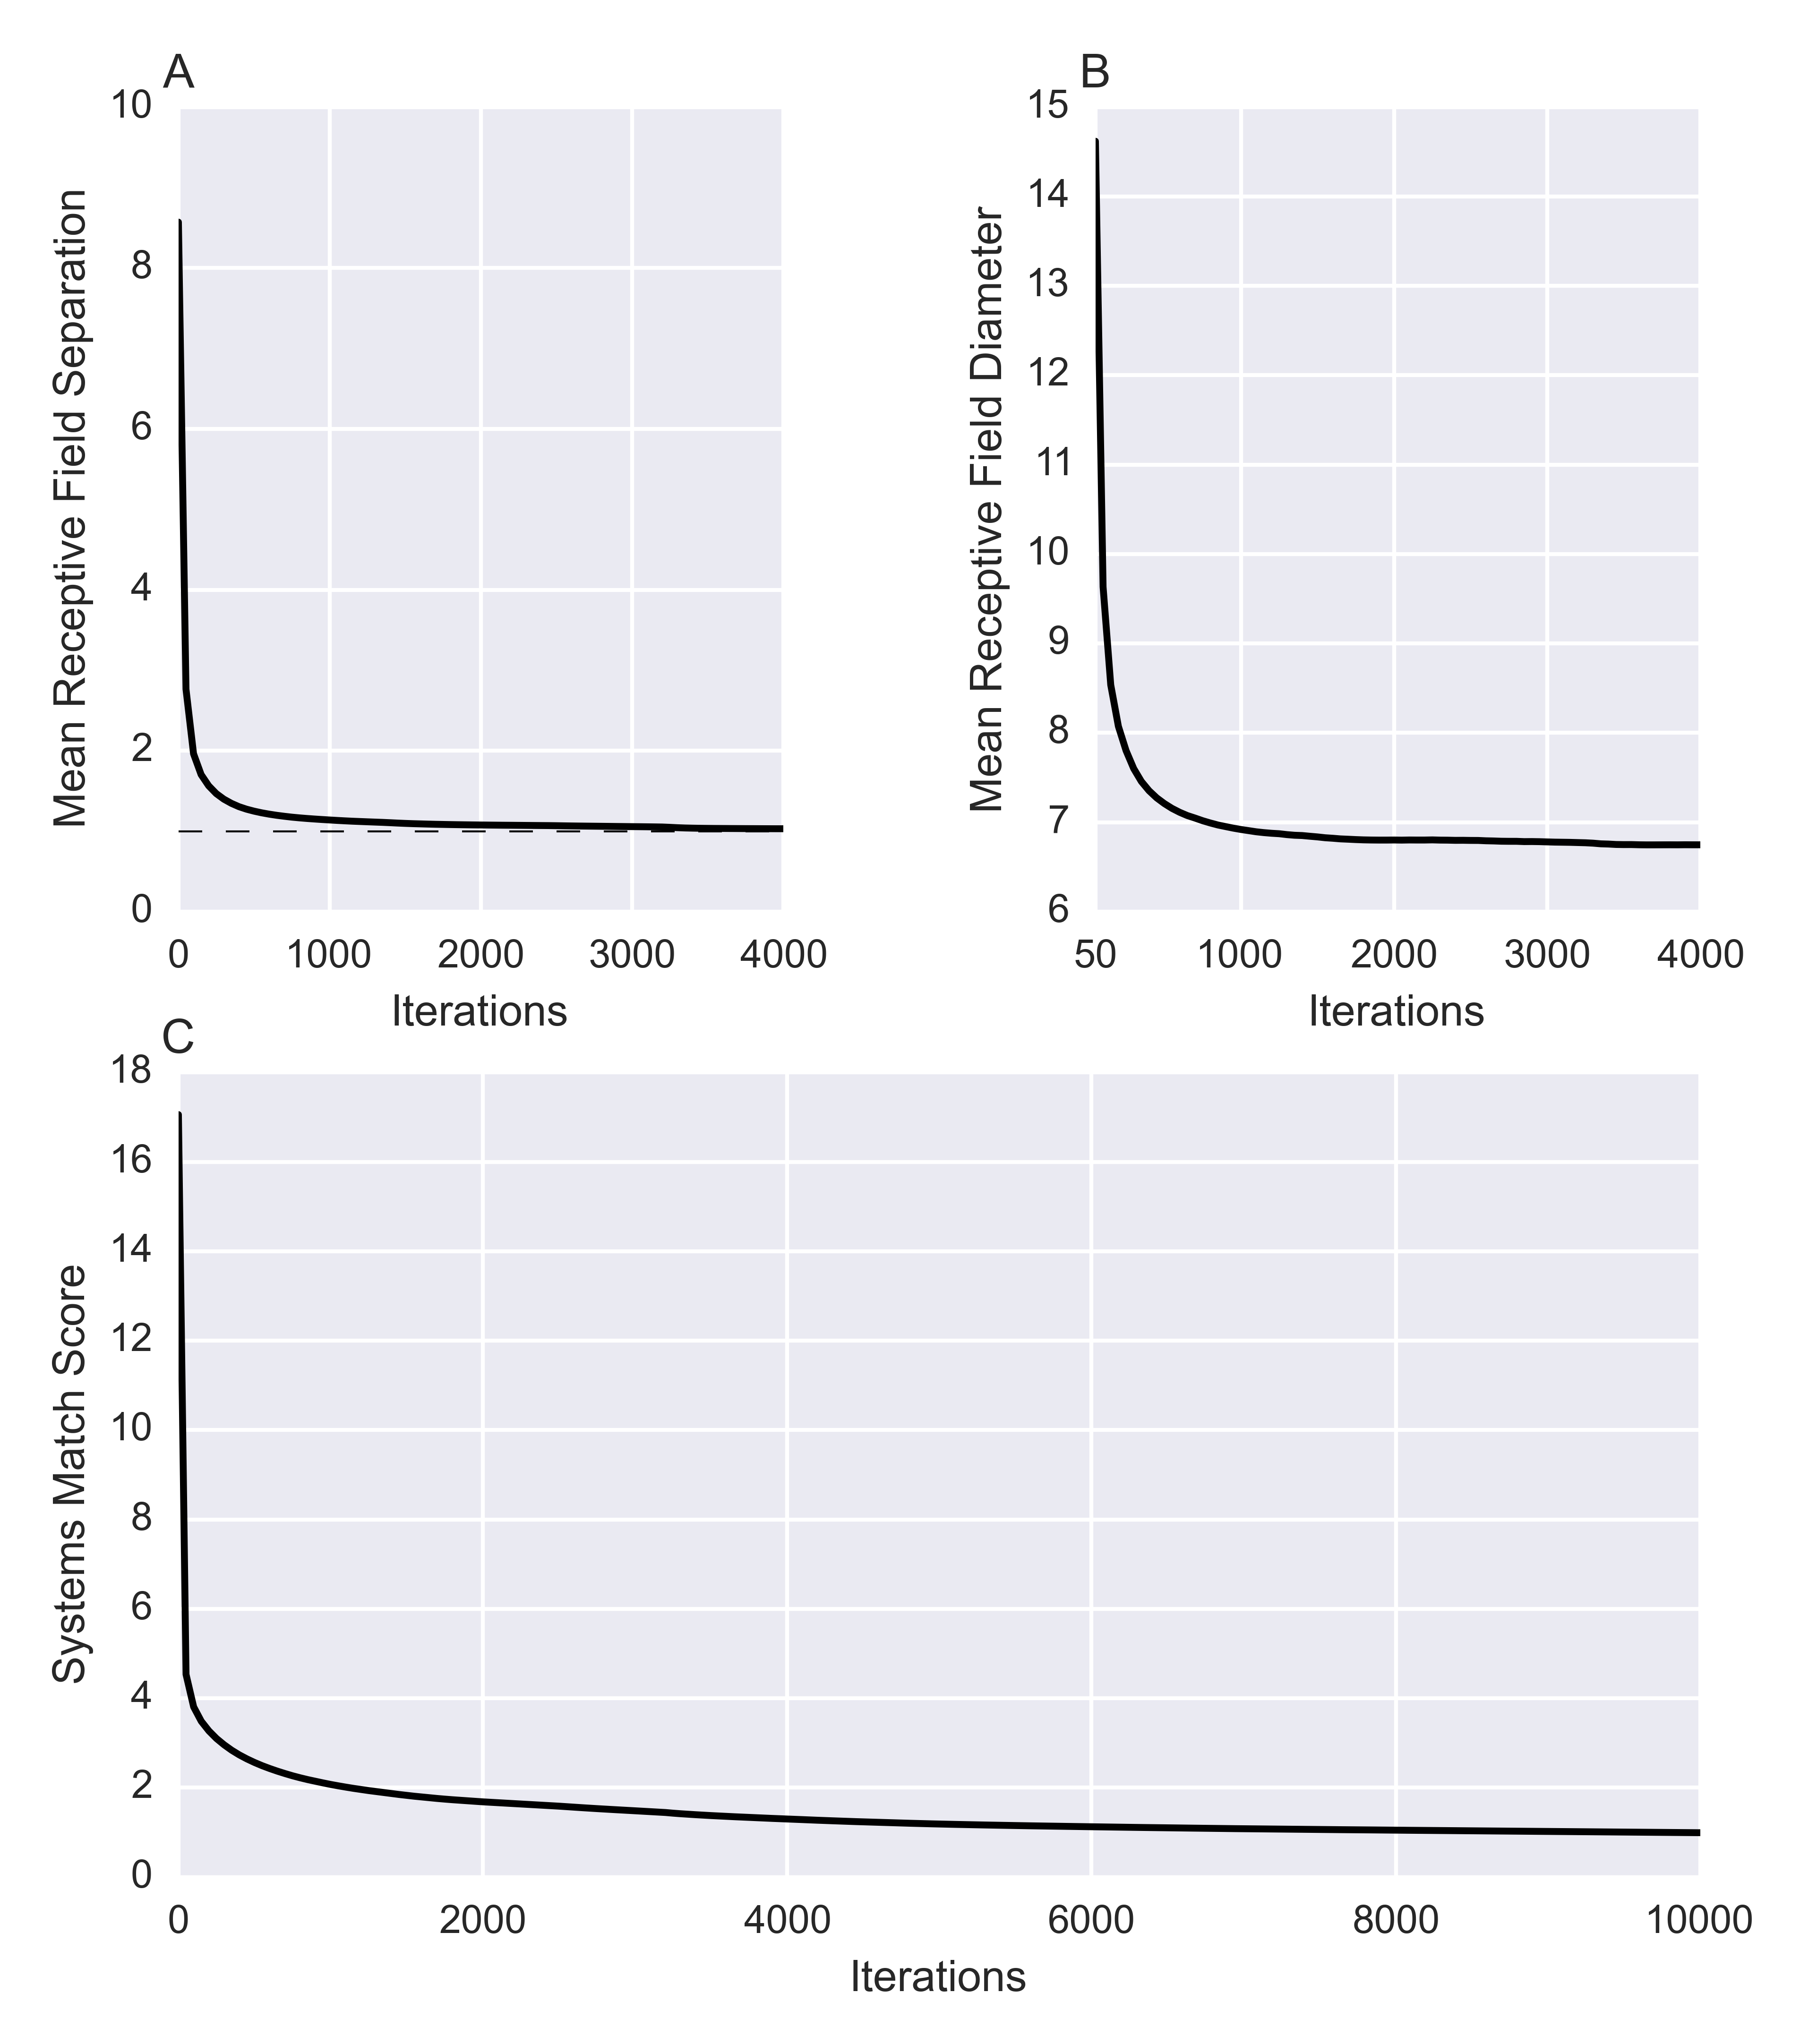 A
10
8
6
4
2
0
Mean Receptive Field Separation
0 1000 2000 3000 4000
Iterations
B
15
14
13
12
11
10
9
8
7
6
Mean Receptive Field Diameter
50 1000 2000 3000 4000
Iterations
C
18
16
14
12
10
8
6
4
2
0
Systems Match Score
0 2000 4000 6000 8000 10000
Iterations